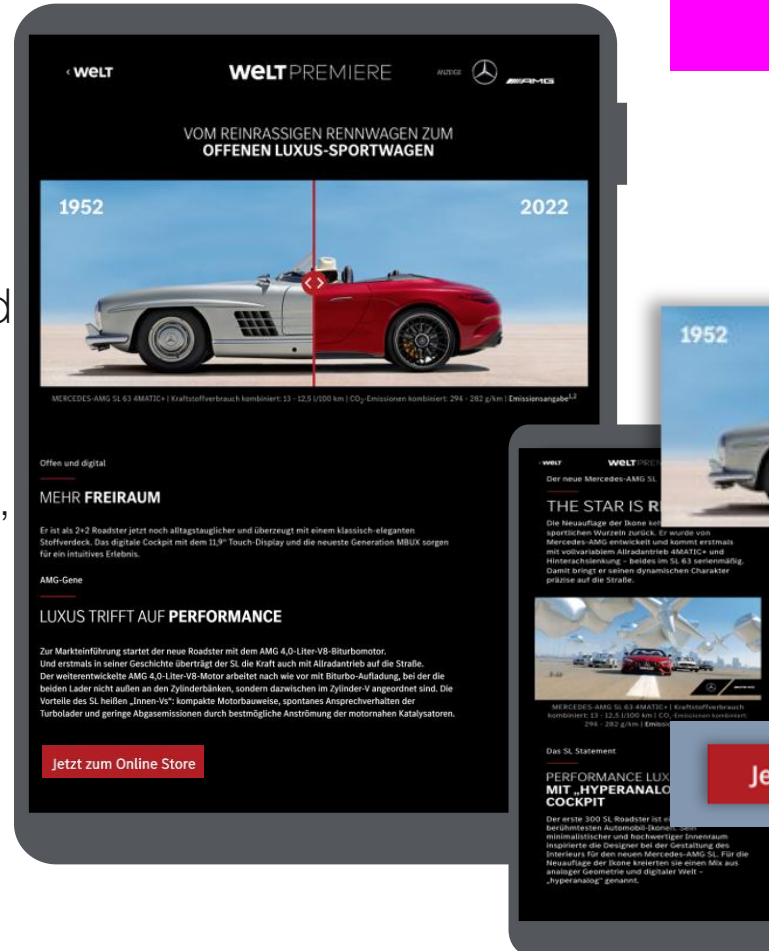 d
,
‹ WELT
WELTPREMIERE
ANZEIGE
AMG
VOM REINRASSIGEN RENNWAGEN ZUM
OFFENEN LUXUS-SPORTWAGEN
1952
2022
MERCEDES-AMG SL 63 4MATIC+ | Kraftstoffverbrauch kombiniert: 13 - 12,5 l/100 km | CO₂-Emissionen kombiniert: 294 - 282 g/km | Emissionsangabe¹,²
Offen und digital
MEHR FREIRAUM
Er ist als 2+2 Roadster jetzt noch alltagstauglicher und überzeugt mit einem klassisch-eleganten
Stoffverdeck. Das digitale Cockpit mit dem 11,9" Touch-Display und die neueste Generation MBUX sorgen
für ein intuitives Erlebnis.
AMG-Gene
LUXUS TRIFFT AUF PERFORMANCE
Zur Markteinführung startet der neue Roadster mit dem AMG 4,0-Liter-V8-Biturbomotor.
Und erstmals in seiner Geschichte überträgt der SL die Kraft auch mit Allradantrieb auf die Straße.
Der weiterentwickelte AMG 4,0-Liter-V8-Motor arbeitet nach wie vor mit Biturbo-Aufladung, bei der die
beiden Lader nicht außen an den Zylinderbänken, sondern dazwischen im Zylinder-V angeordnet sind. Die
Vorteile des SL heißen „Innen-Vs“: kompakte Motorbauweise, spontanes Ansprechverhalten der
Turbolader und geringe Abgasemissionen durch bestmögliche Anströmung der motornahen Katalysatoren.
Jetzt zum Online Store
‹ WELT
WELTPREM
Der neue Mercedes-AMG SL
THE STAR IS R
Die Neuauflage der Ikone keh
sportlichen Wurzeln zurück. Er wurde von
Mercedes-AMG entwickelt und kommt erstmals
mit vollvariablem Allradantrieb 4MATIC+ und
Hinterachslenkung – beides im SL 63 serienmäßig.
Damit bringt er seinen dynamischen Charakter
präzise auf die Straße.
MERCEDES-AMG SL 63 4MATIC+ | Kraftstoffverbrauch
kombiniert: 13 - 12,5 l/100 km | CO₂-Emissionen kombiniert:
294 - 282 g/km | Emissio
Das SL Statement
PERFORMANCE LUX
MIT „HYPERANALO
COCKPIT
Der erste 300 SL Roadster ist ei
berühmtesten Automobil-Ikonen. Sein
minimalistischer und hochwertiger Innenraum
inspirierte die Designer bei der Gestaltung des
Interieurs für den neuen Mercedes-AMG SL. Für die
Neuauflage der Ikone kreierten sie einen Mix aus
analoger Geometrie und digitaler Welt –
„hyperanalog“ genannt.
1952
Je